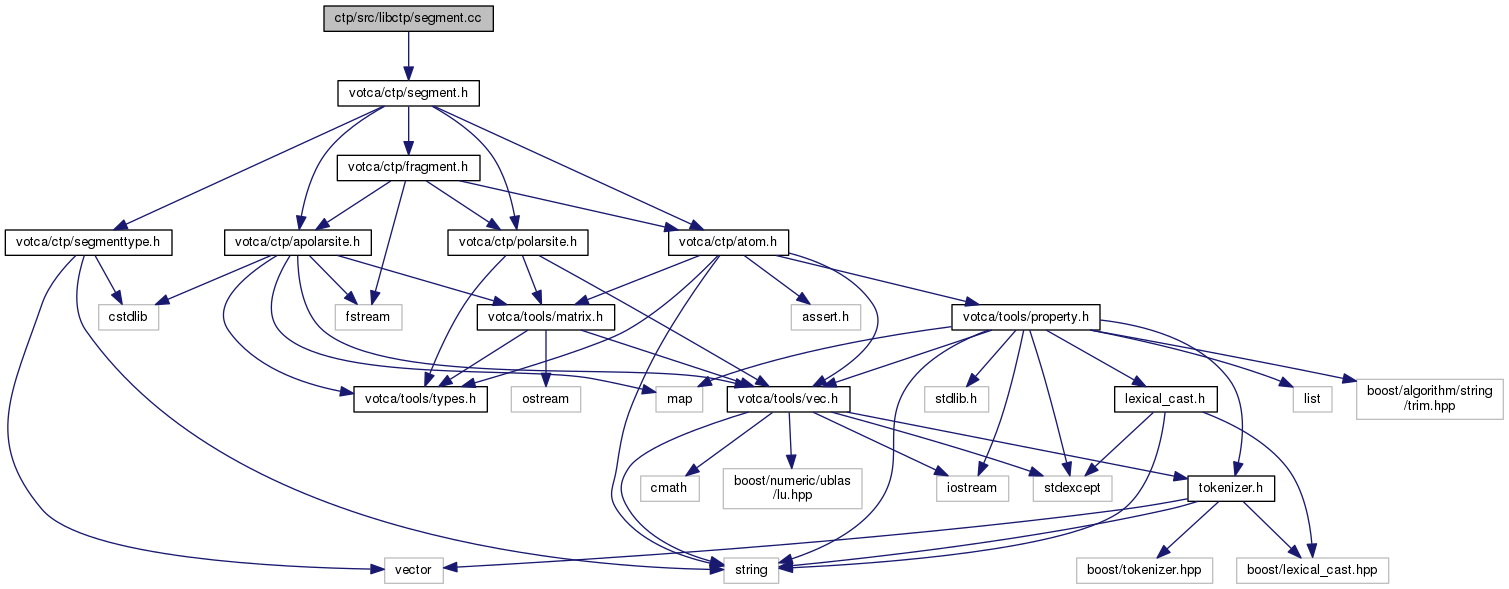 ctp/src/libctp/segment.cc
votca/ctp/segment.h
votca/ctp/fragment.h
votca/ctp/segmenttype.h
votca/ctp/apolarsite.h
votca/ctp/polarsite.h
votca/ctp/atom.h
cstdlib
fstream
votca/tools/matrix.h
assert.h
votca/tools/property.h
votca/tools/types.h
ostream
map
votca/tools/vec.h
stdlib.h
lexical_cast.h
list
boost/algorithm/string
/trim.hpp
cmath
boost/numeric/ublas
/lu.hpp
iostream
stdexcept
tokenizer.h
vector
string
boost/tokenizer.hpp
boost/lexical_cast.hpp